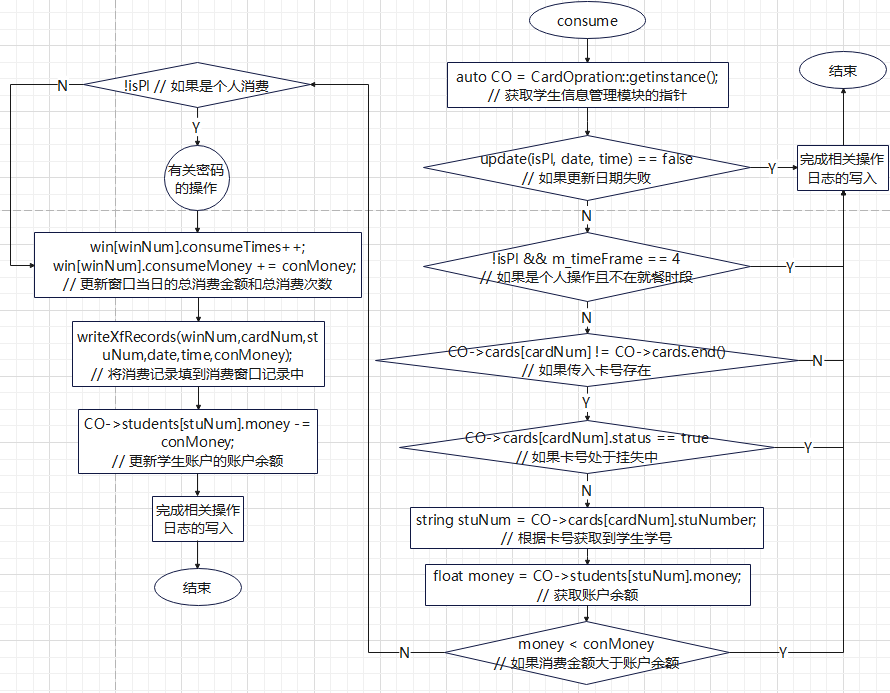 consume
auto CO = CardOpration::getinstance();
// 获取学生信息管理模块的指针
update(isPl, date, time) == false
// 如果更新日期失败
Y
完成相关操作
日志的写入
结束
N
!isPl && m_timeFrame == 4
// 如果是个人操作且不在就餐时段
Y
N
CO->cards[cardNum] != CO->cards.end()
// 如果传入卡号存在
N
Y
CO->cards[cardNum].status == true
// 如果卡号处于挂失中
Y
N
string stuNum = CO->cards[cardNum].stuNumber;
// 根据卡号获取到学生学号
float money = CO->students[stuNum].money;
// 获取账户余额
money < conMoney
// 如果消费金额大于账户余额
Y
N
!isPl // 如果是个人消费
N
Y
有关密码
的操作
win[winNum].consumeTimes++;
win[winNum].consumeMoney += conMoney;
// 更新窗口当日的总消费金额和总消费次数
writeXfRecords(winNum,cardNum,st
uNum,date,time,conMoney);
// 将消费记录填到消费窗口记录中
CO->students[stuNum].money -=
conMoney;
// 更新学生账户的账户余额
完成相关操作
日志的写入
结束